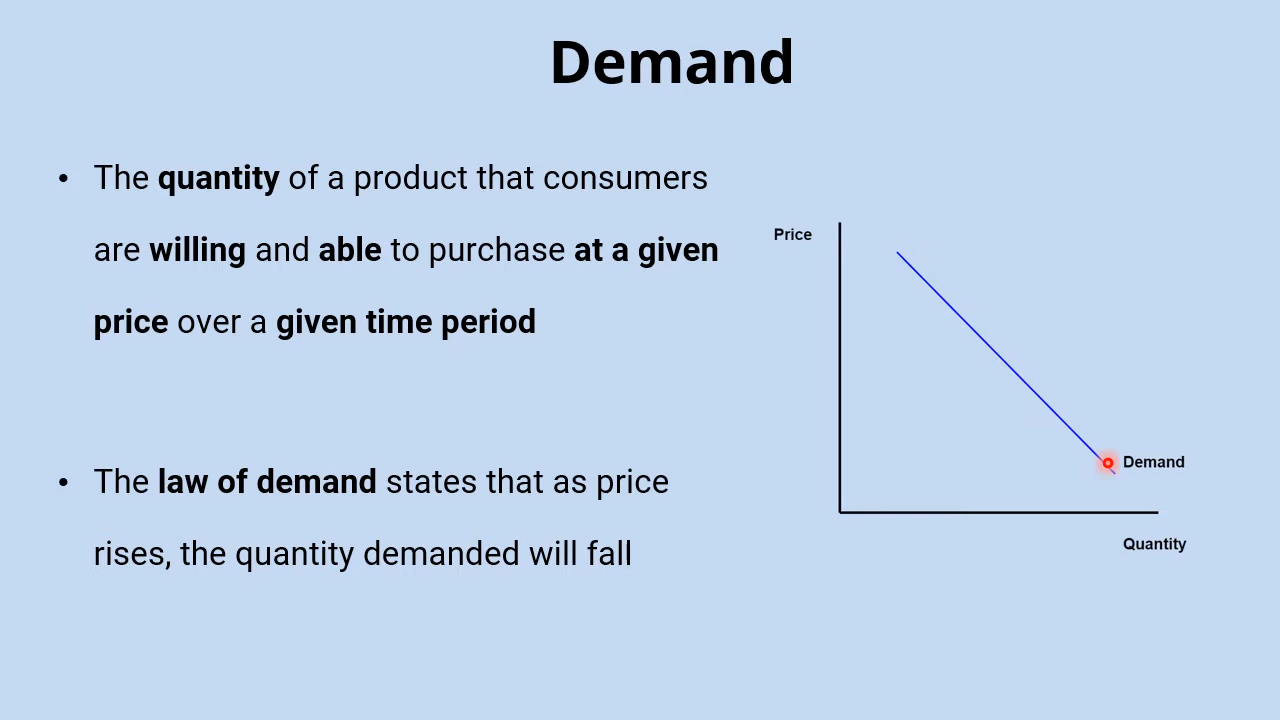 Demand
• The quantity of a product that consumers
are willing and able to purchase at a given
price over a given time period
• The law of demand states that as price
rises, the quantity demanded will fall
Price
Demand
Quantity